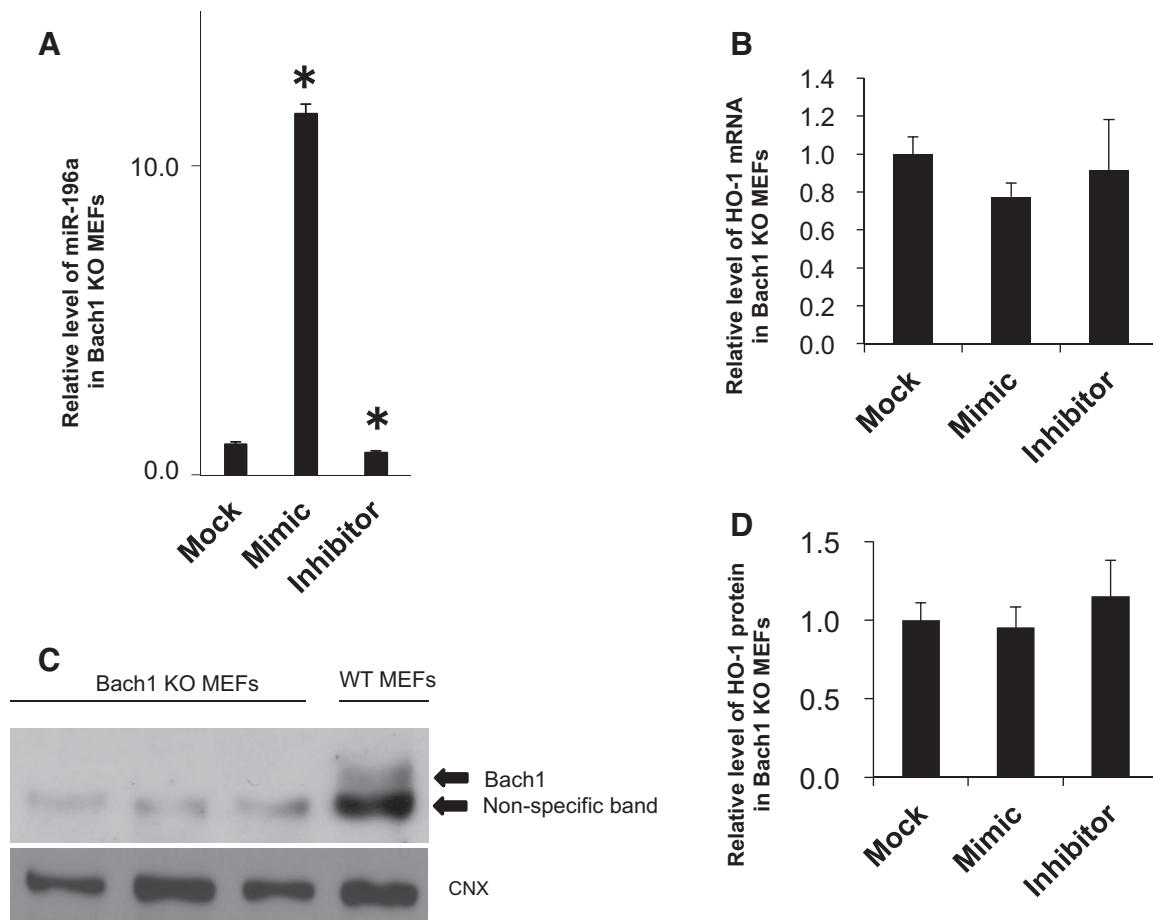 A
Relative level of miR-196a
in Bach1 KO MEFs
10.0
0.0
*
*
Mock
Mimic
Inhibitor
B
Relative level of HO-1 mRNA
in Bach1 KO MEFs
1.4
1.2
1.0
0.8
0.6
0.4
0.2
0.0
Mock
Mimic
Inhibitor
C
Bach1 KO MEFs
WT MEFs
Bach1
Non-specific band
CNX
D
Relative level of HO-1 protein
in Bach1 KO MEFs
1.5
1.0
0.5
0.0
Mock
Mimic
Inhibitor